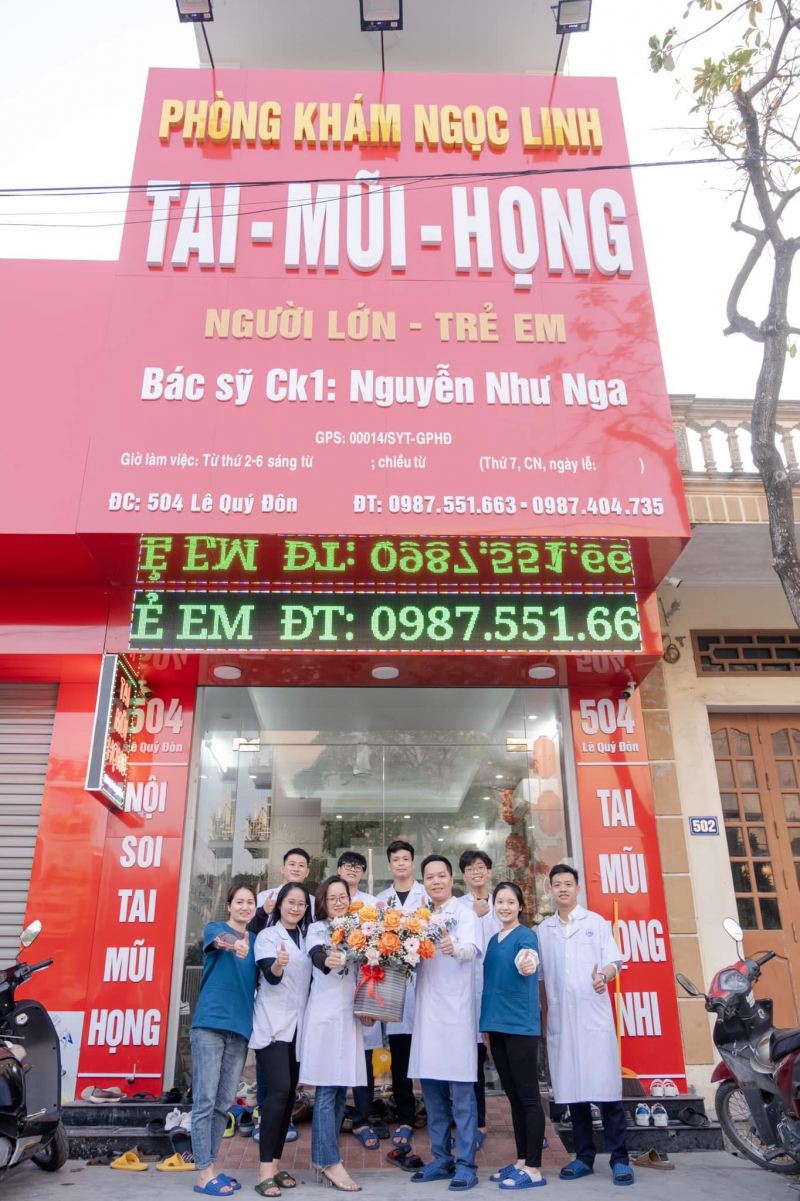 PHÒNG KHÁM NGỌC LINH
TAI - MŨI - HỌNG
NGƯỜI LỚN - TRẺ EM
Bác sỹ Ck1: Nguyễn Như Nga
GPS: 00014/SYT-GPHĐ
Giờ làm việc: Từ thứ 2-6 sáng từ ; chiều từ (Thứ 7, CN, ngày lễ: )
ĐC: 504 Lê Quý Đôn ĐT: 0987.551.663 - 0987.404.735
Ẻ EM ĐT: 0987.551.66
TAI
MŨI
HỌNG
504
Lê Quý Đôn
NỘI
SOI
TAI
MŨI
HỌNG
504
Lê Quý Đôn
TAI
MŨI
ỌNG
NHI
502